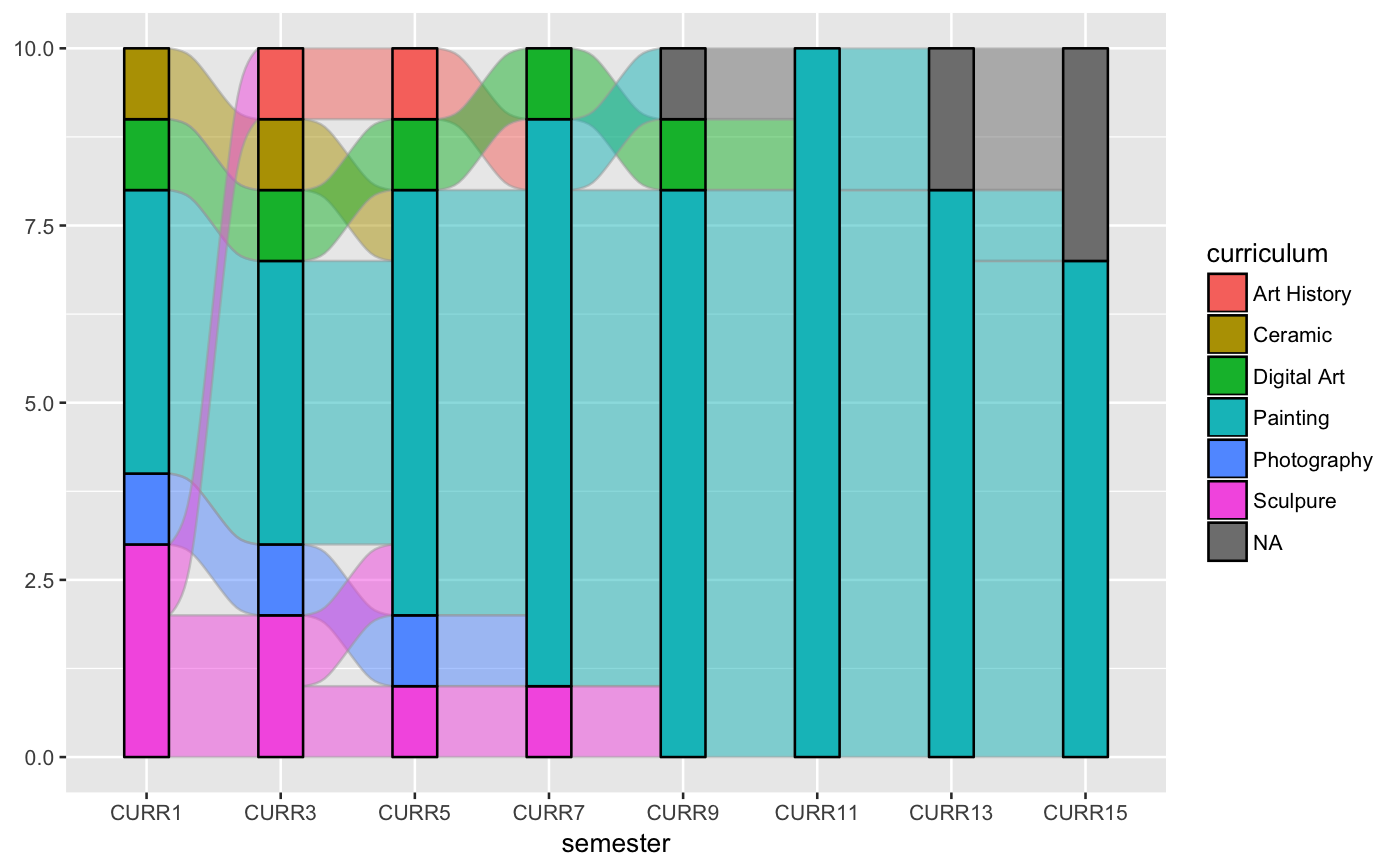 10.0
7.5
5.0
2.5
0.0
CURR1 CURR3 CURR5 CURR7 CURR9 CURR11 CURR13 CURR15
semester
curriculum
Art History
Ceramic
Digital Art
Painting
Photography
Sculpure
NA